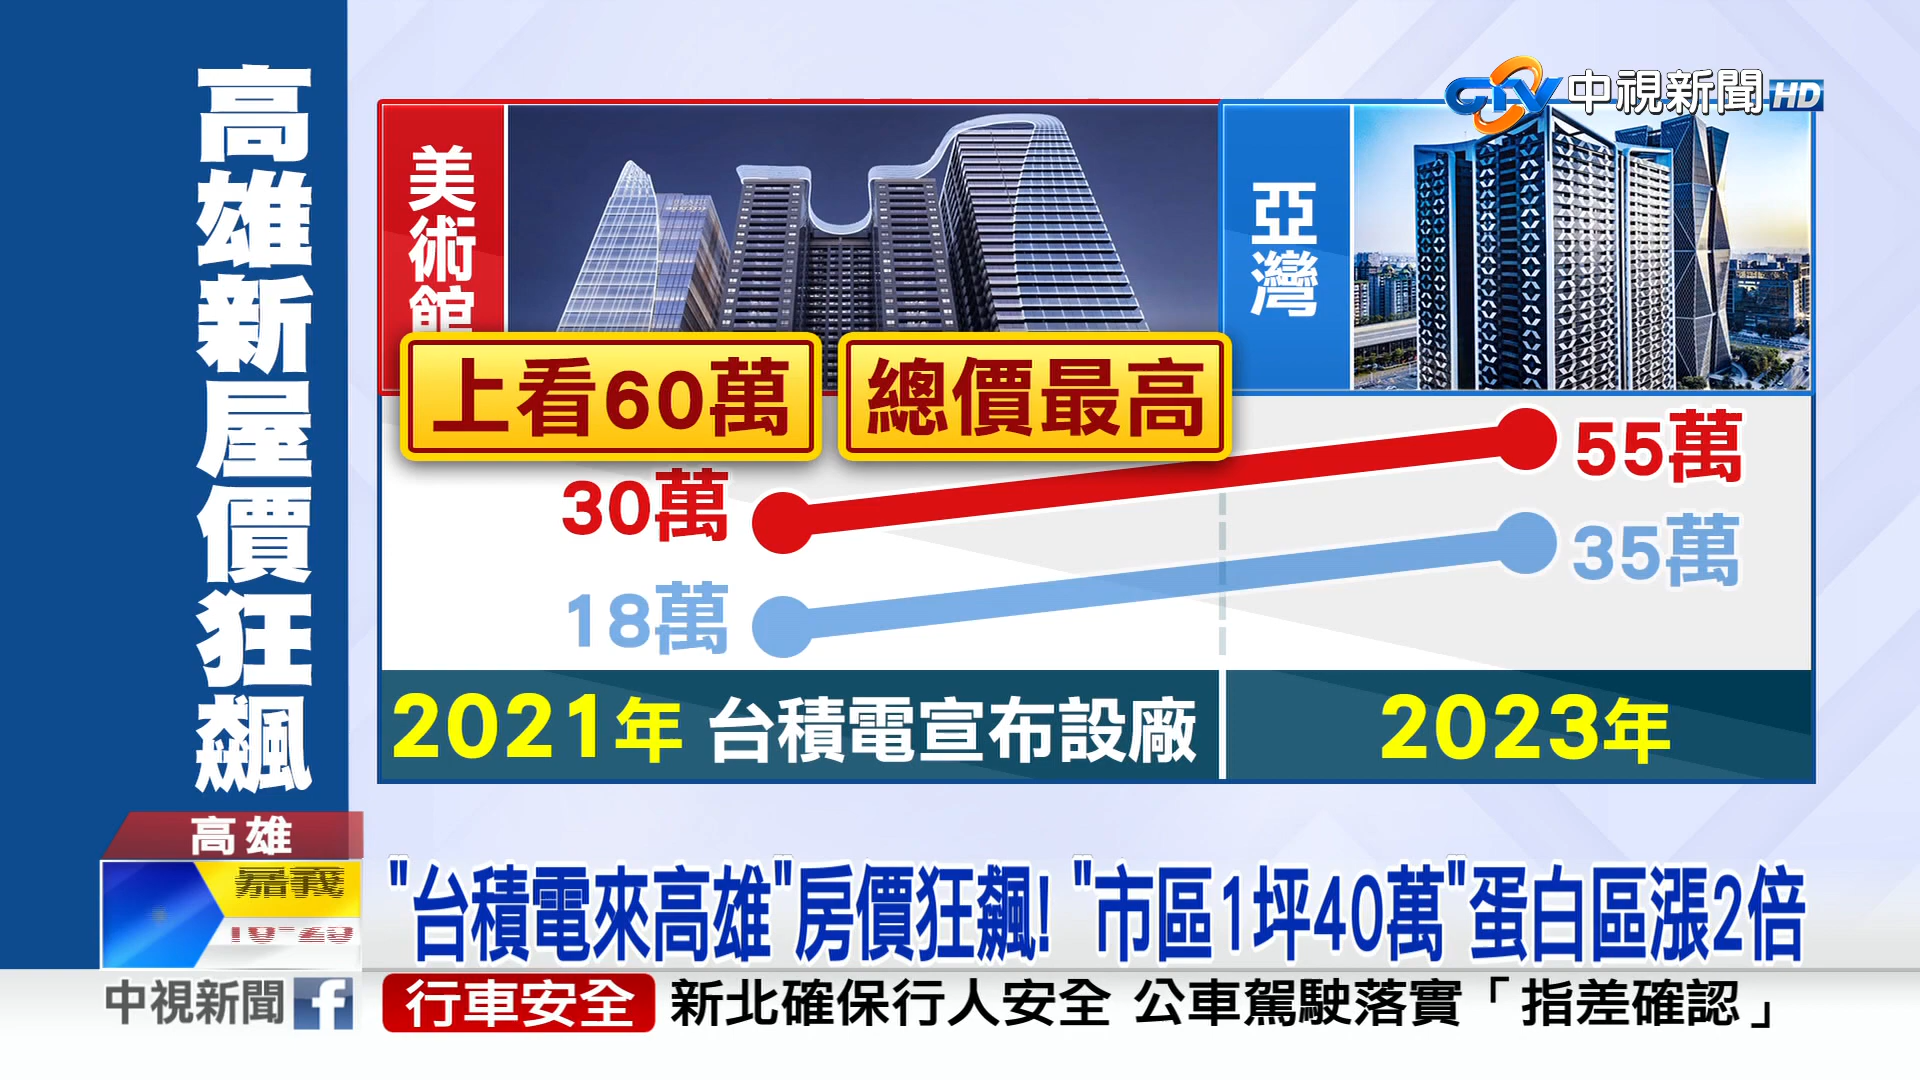 高雄新屋價狂飆
CTV 中視新聞 HD
美術館
亞灣
上看60萬
總價最高
30萬
55萬
18萬
35萬
2021年 台積電宣布設廠
2023年
高雄
嘉義
"台積電來高雄"房價狂飆! "市區1坪40萬"蛋白區漲2倍
中視新聞 f
行車安全 新北確保行人安全 公車駕駛落實「指差確認」